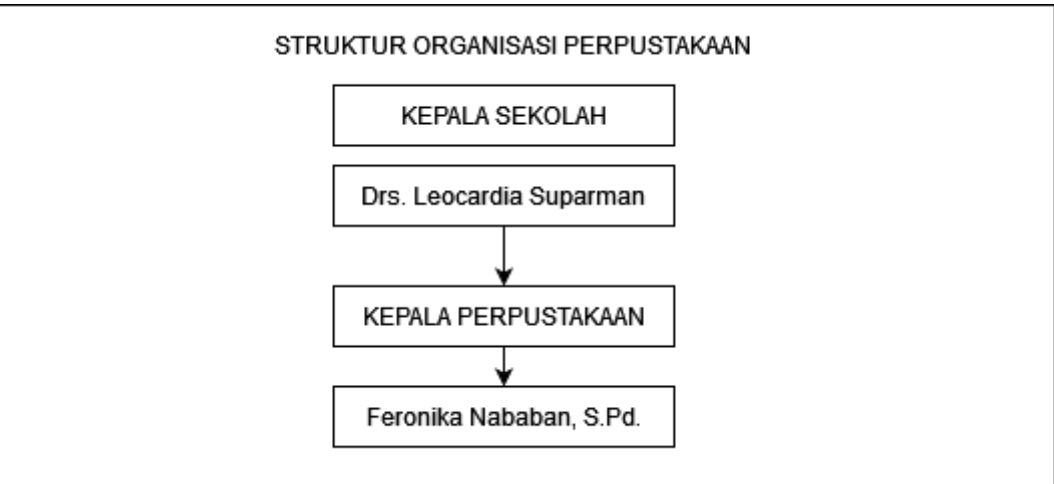 STRUKTUR ORGANISASI PERPUSTAKAAN
KEPALA SEKOLAH
Drs. Leocardia Suparman
KEPALA PERPUSTAKAAN
Feronika Nababan, S.Pd.